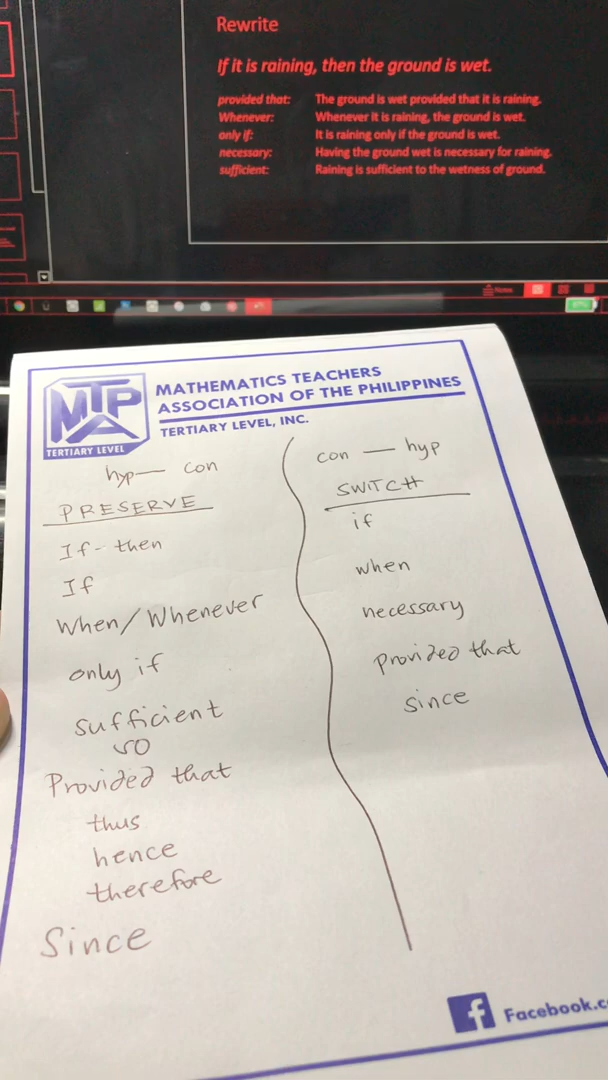 Rewrite
If it is raining, then the ground is wet.
provided that: The ground is wet provided that it is raining.
Whenever: Whenever it is raining, the ground is wet.
only if: It is raining only if the ground is wet.
necessary: Having the ground wet is necessary for raining.
sufficient: Raining is sufficient to the wetness of ground.
Notes
MTPA
TERTIARY LEVEL
MATHEMATICS TEACHERS
ASSOCIATION OF THE PHILIPPINES
TERTIARY LEVEL, INC.
hyp — con
PRESERVE
If - then
If
When/Whenever
only if
sufficient
so
Provided that
thus
hence
therefore
Since
con — hyp
SWITCH
if
when
necessary
Provided that
since
f Facebook.c